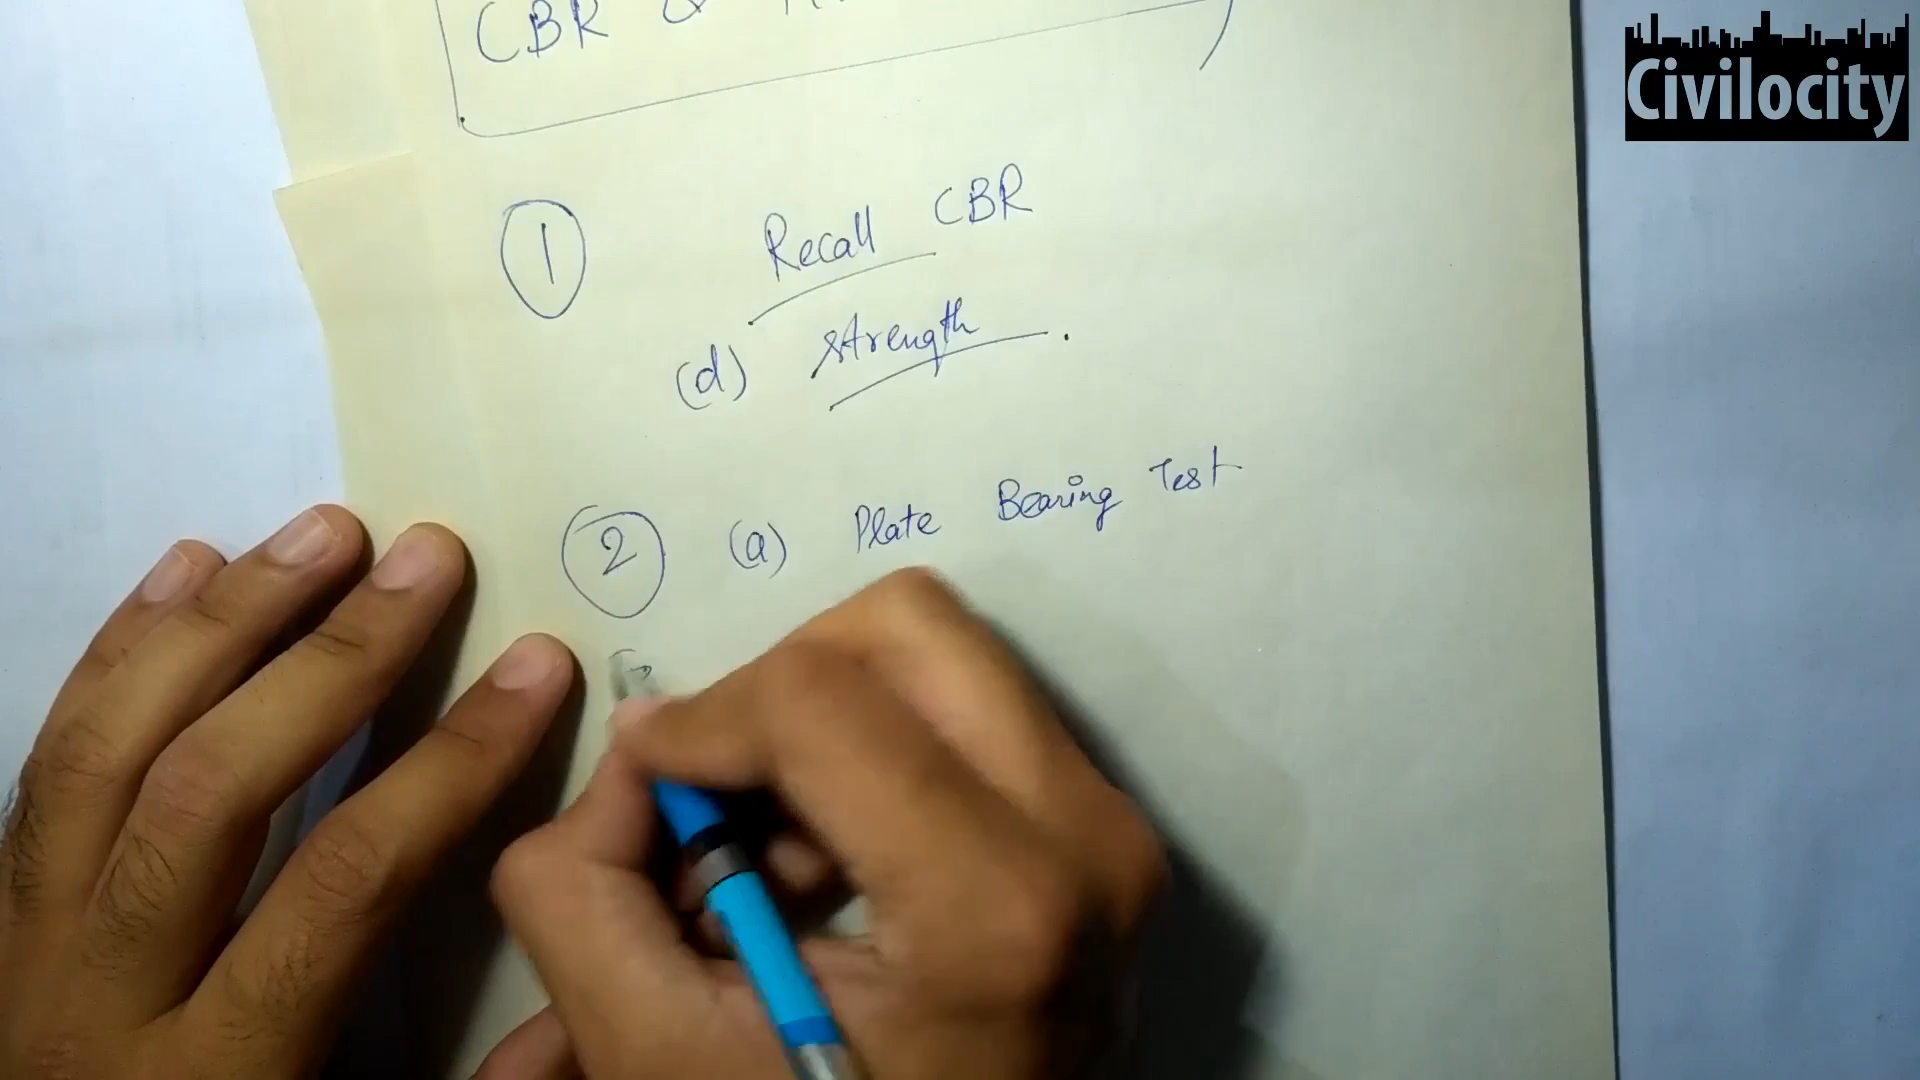 CBR &
1 Recall CBR
(d) strength.
2 (a) Plate Bearing Test
Civilocity